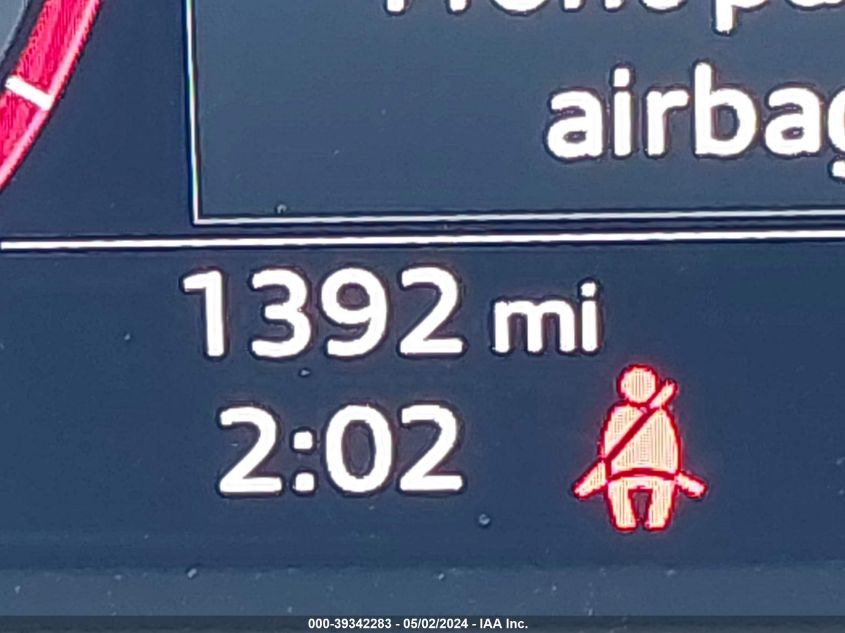 airbag
1392 mi
2:02
000-39342283 - 05/02/2024 - IAA Inc.